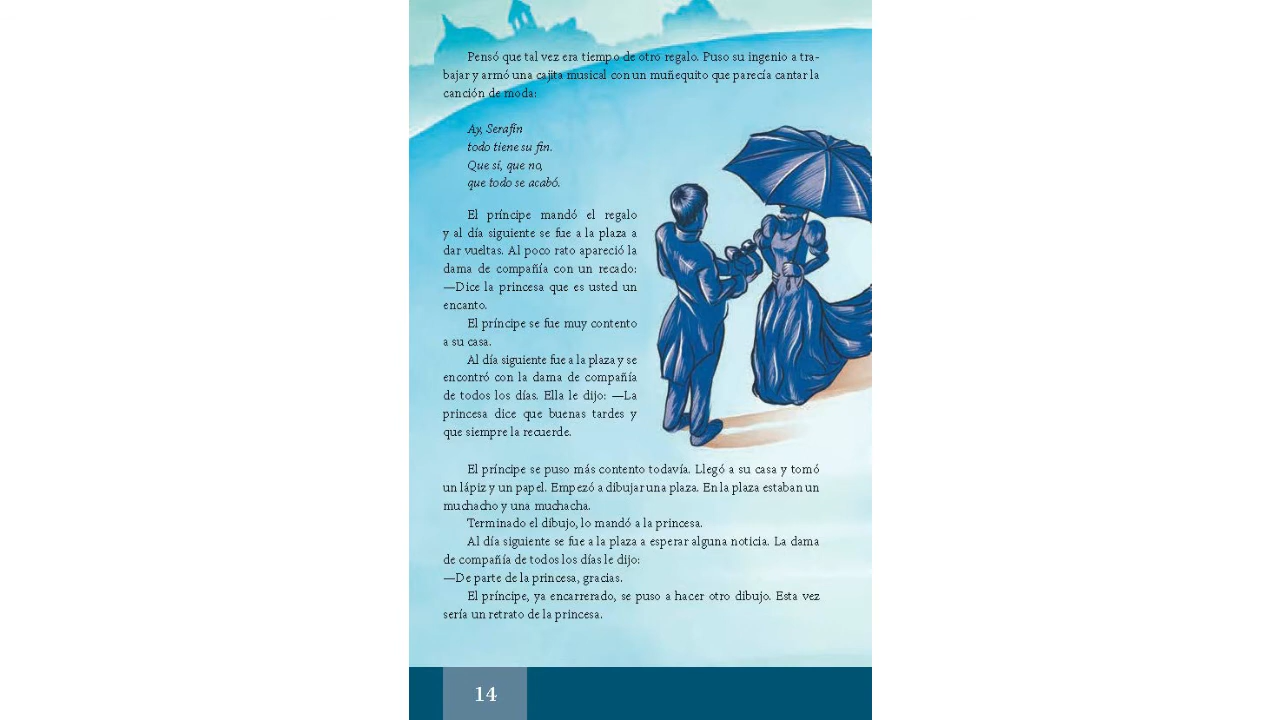 Pensó que tal vez era tiempo de otro regalo. Puso su ingenio a tra-
bajar y armó una cajita musical con un muñequito que parecía cantar la
canción de moda:
Ay, Serafín
todo tiene su fin.
Que sí, que no,
que todo se acabó.
El príncipe mandó el regalo
y al día siguiente se fue a la plaza a
dar vueltas. Al poco rato apareció la
dama de compañía con un recado:
—Dice la princesa que es usted un
encanto.
El príncipe se fue muy contento
a su casa.
Al día siguiente fue a la plaza y se
encontró con la dama de compañía
de todos los días. Ella le dijo: —La
princesa dice que buenas tardes y
que siempre la recuerde.
El príncipe se puso más contento todavía. Llegó a su casa y tomó
un lápiz y un papel. Empezó a dibujar una plaza. En la plaza estaban un
muchacho y una muchacha.
Terminado el dibujo, lo mandó a la princesa.
Al día siguiente se fue a la plaza a esperar alguna noticia. La dama
de compañía de todos los días le dijo:
—De parte de la princesa, gracias.
El príncipe, ya encarrerado, se puso a hacer otro dibujo. Esta vez
sería un retrato de la princesa.
14